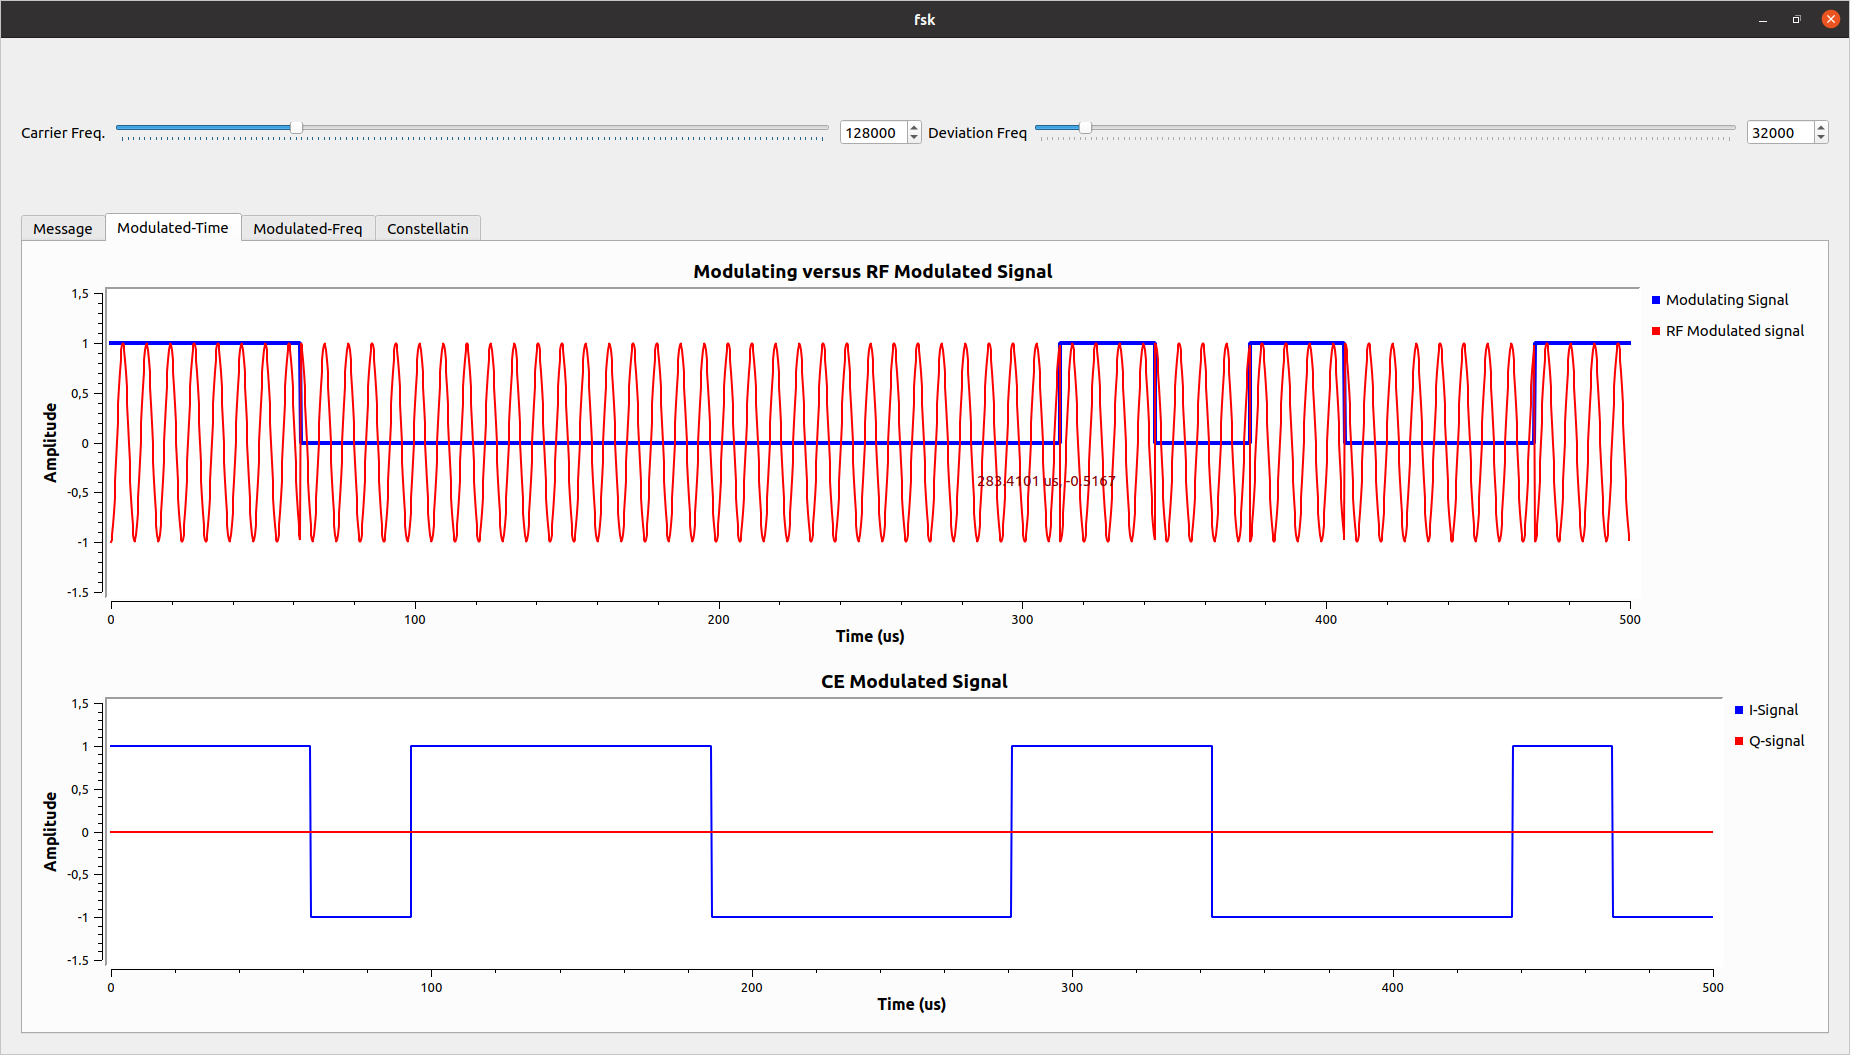 fsk
Carrier Freq. 128000 Deviation Freq 32000
Message Modulated-Time Modulated-Freq Constellatin
Modulating versus RF Modulated Signal
1,5
1
0,5
0
-0,5
-1
-1.5
Amplitude
283.4101 us, -0.5167
0 100 200 300 400 500
Time (us)
Modulating Signal
RF Modulated signal
CE Modulated Signal
1,5
1
0,5
0
-0,5
-1
-1.5
Amplitude
0 100 200 300 400 500
Time (us)
I-Signal
Q-signal